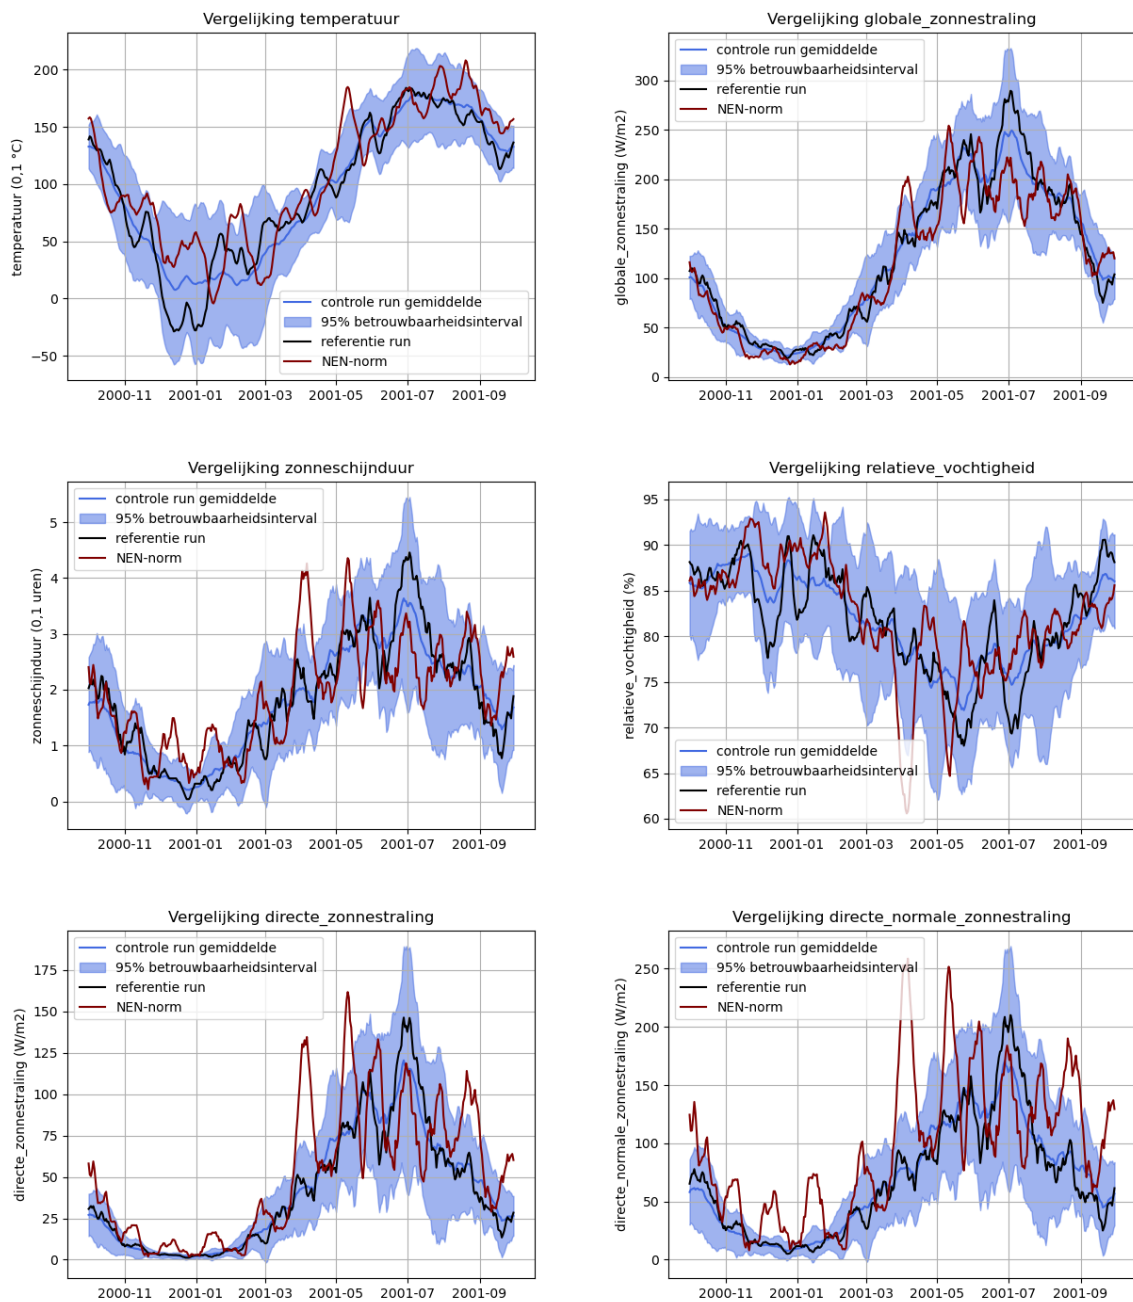 Vergelijking temperatuur
temperatuur (0,1 °C)
200
150
100
50
0
−50
controle run gemiddelde
95% betrouwbaarheidsinterval
referentie run
NEN-norm
2000-11
2001-01
2001-03
2001-05
2001-07
2001-09
Vergelijking globale_zonnestraling
globale_zonnestraling (W/m2)
controle run gemiddelde
95% betrouwbaarheidsinterval
referentie run
NEN-norm
300
250
200
150
100
50
0
2000-11
2001-01
2001-03
2001-05
2001-07
2001-09
Vergelijking zonneschijnduur
zonneschijnduur (0,1 uren)
controle run gemiddelde
95% betrouwbaarheidsinterval
referentie run
NEN-norm
5
4
3
2
1
0
2000-11
2001-01
2001-03
2001-05
2001-07
2001-09
Vergelijking relatieve_vochtigheid
relatieve_vochtigheid (%)
95
90
85
80
75
70
65
60
controle run gemiddelde
95% betrouwbaarheidsinterval
referentie run
NEN-norm
2000-11
2001-01
2001-03
2001-05
2001-07
2001-09
Vergelijking directe_zonnestraling
directe_zonnestraling (W/m2)
controle run gemiddelde
95% betrouwbaarheidsinterval
referentie run
NEN-norm
175
150
125
100
75
50
25
0
2000-11
2001-01
2001-03
2001-05
2001-07
2001-09
Vergelijking directe_normale_zonnestraling
directe_normale_zonnestraling (W/m2)
controle run gemiddelde
95% betrouwbaarheidsinterval
referentie run
NEN-norm
250
200
150
100
50
0
2000-11
2001-01
2001-03
2001-05
2001-07
2001-09